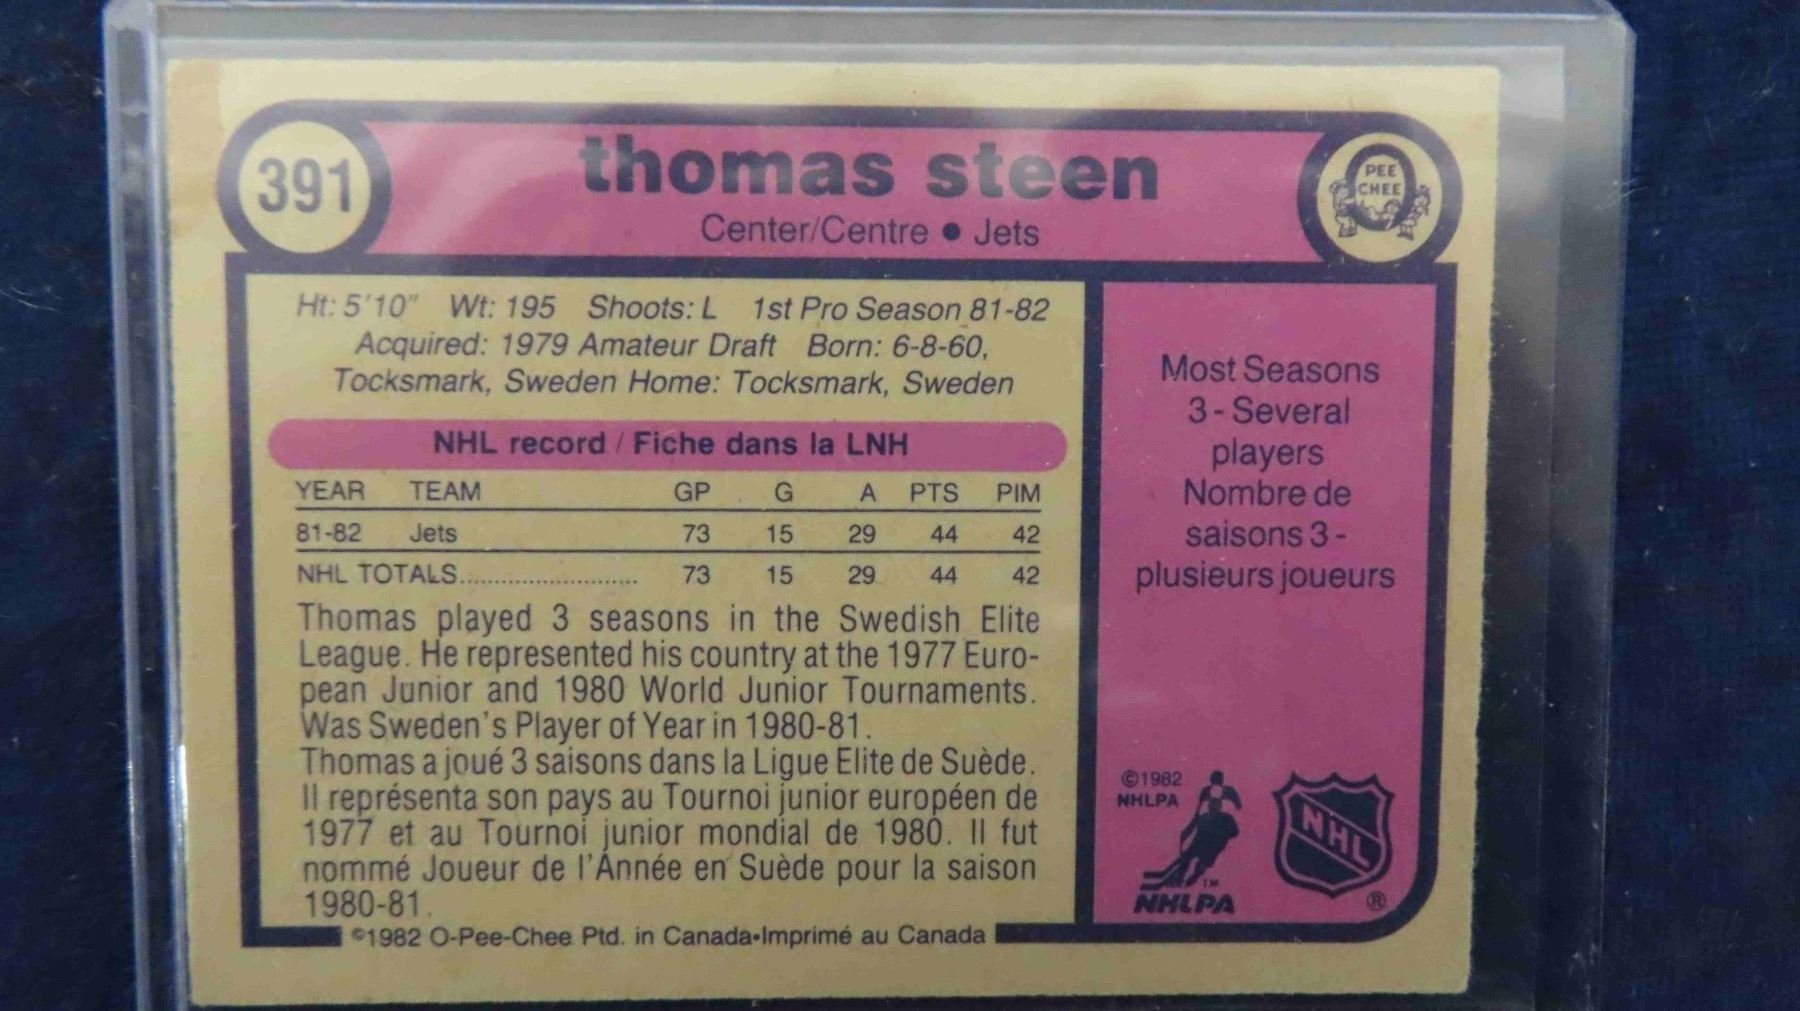 391
thomas steen
Center/Centre ● Jets
PEE
CHEE
Ht: 5'10" Wt: 195 Shoots: L 1st Pro Season 81-82
Acquired: 1979 Amateur Draft Born: 6-8-60,
Tocksmark, Sweden Home: Tocksmark, Sweden
NHL record / Fiche dans la LNH
YEAR TEAM GP G A PTS PIM
81-82 Jets 73 15 29 44 42
NHL TOTALS.......................... 73 15 29 44 42
Thomas played 3 seasons in the Swedish Elite
League. He represented his country at the 1977 Euro-
pean Junior and 1980 World Junior Tournaments.
Was Sweden's Player of Year in 1980-81.
Thomas a joué 3 saisons dans la Ligue Elite de Suède.
Il représenta son pays au Tournoi junior européen de
1977 et au Tournoi junior mondial de 1980. Il fut
nommé Joueur de l'Année en Suède pour la saison
1980-81.
Most Seasons
3 - Several
players
Nombre de
saisons 3 -
plusieurs joueurs
©1982
NHLPA
TM
NHLPA
NHL
®
©1982 O-Pee-Chee Ptd. in Canada•Imprimé au Canada